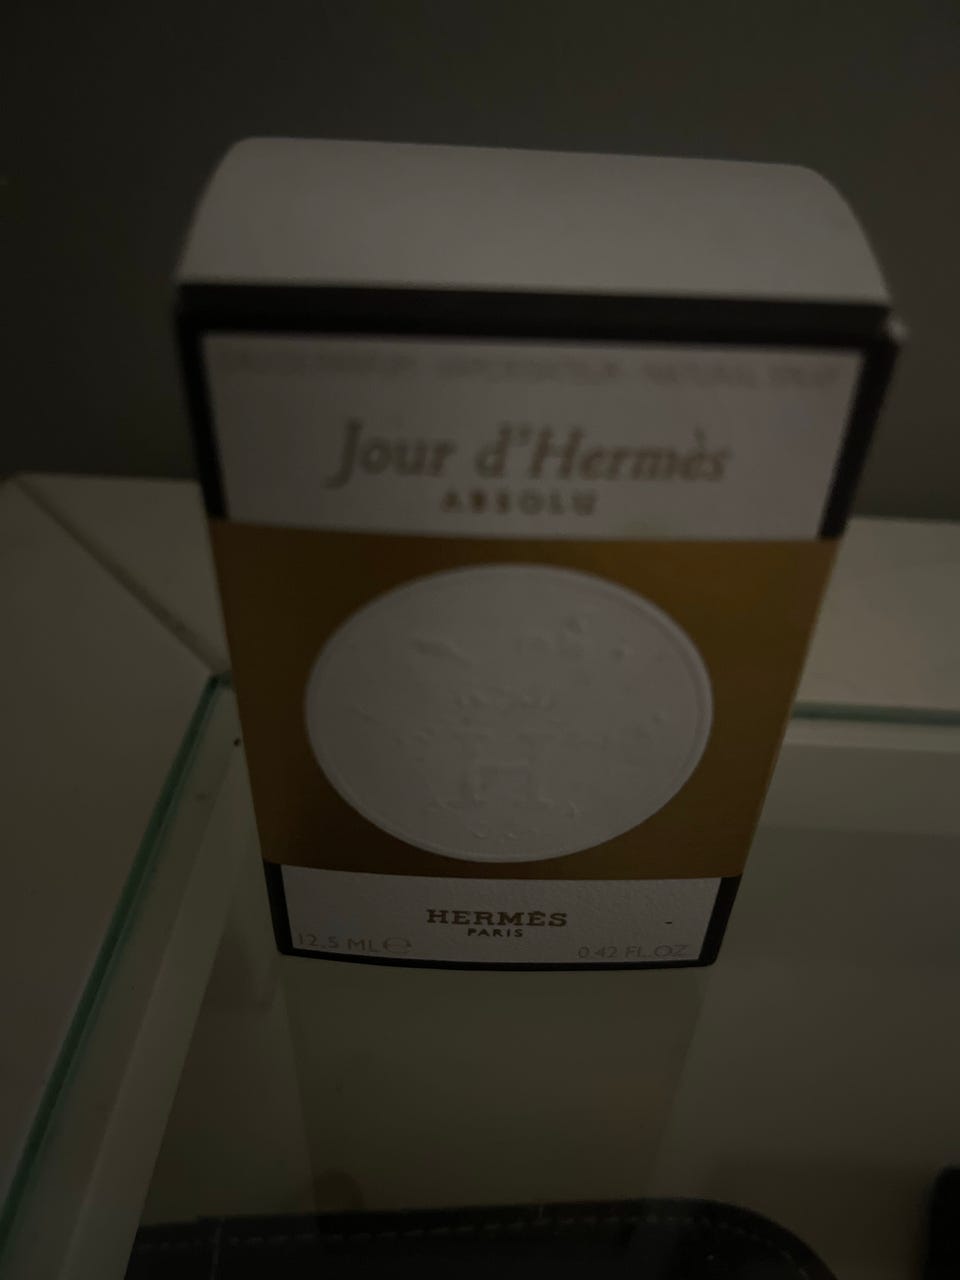 Jour d'Hermès
ABSOLU
HERMÈS
PARIS
12.5 ML ℮
0.42 FL.OZ